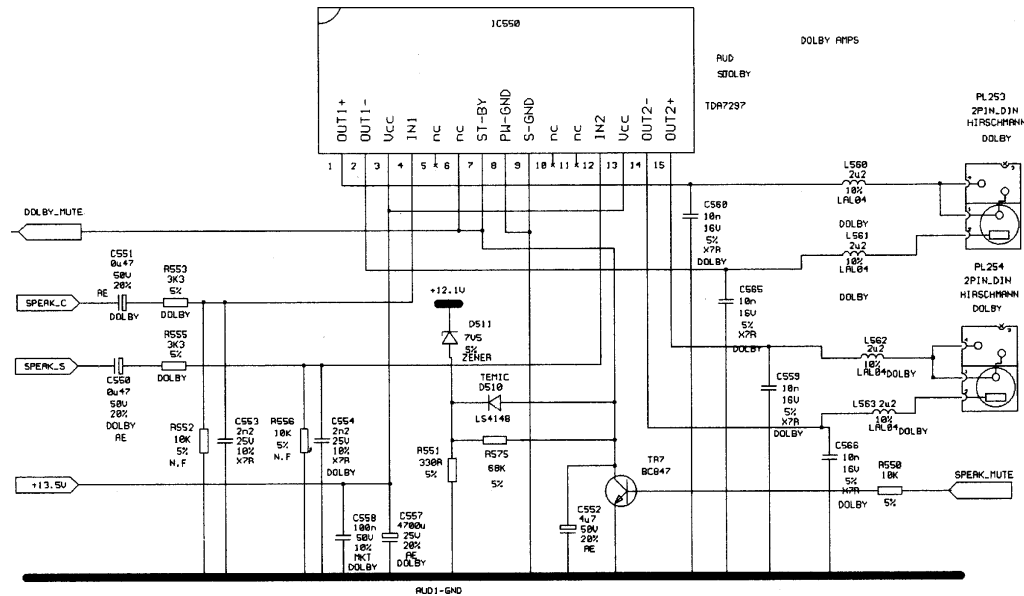 IC550
DOLBY AMPS
AUD
SDOLBY
TDA7297
OUT1+
OUT1-
Vcc
IN1
nc
nc
ST-BY
PW-GND
S-GND
nc
nc
IN2
Vcc
OUT2-
OUT2+
1 2 3 4 5 6 7 8 9 10 11 12 13 14 15
PL253
2PIN_DIN
HIRSCHMANN
DOLBY
L560
2u2
10%
LAL04
DOLBY
L561
2u2
10%
LAL04
DOLBY
PL254
2PIN_DIN
HIRSCHMANN
DOLBY
L562
2u2
10%
LAL04
DOLBY
L563 2u2
10%
LAL04
DOLBY
C560
10n
16V
5%
X7R
DOLBY
C565
10n
16V
5%
X7R
DOLBY
C559
10n
16V
5%
X7R
DOLBY
C566
10n
16V
5%
X7R
DOLBY
R550
10K
5%
SPEAK_MUTE
DOLBY_MUTE
C551
0u47
50V
20%
AE
DOLBY
R553
3K3
5%
DOLBY
SPEAK_C
R555
3K3
5%
DOLBY
SPEAK_S
C550
0u47
50V
20%
DOLBY
AE
+12.1V
D511
7V5
5%
ZENER
TEMIC
D510
LS4148
R552
10K
5%
N.F
C553
2n2
25V
10%
X7R
R556
10K
5%
N.F
C554
2n2
25V
10%
X7R
DOLBY
R551
330R
5%
R575
68K
5%
TR7
BC847
C552
4u7
50V
20%
AE
+13.5V
C558
100n
50V
10%
MKT
DOLBY
C557
4700u
25V
20%
AE
DOLBY
AUD1-GND